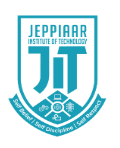 JEPPIAAR
INSTITUTE OF TECHNOLOGY
JIT
Self Belief | Self Discipline | Self Respect